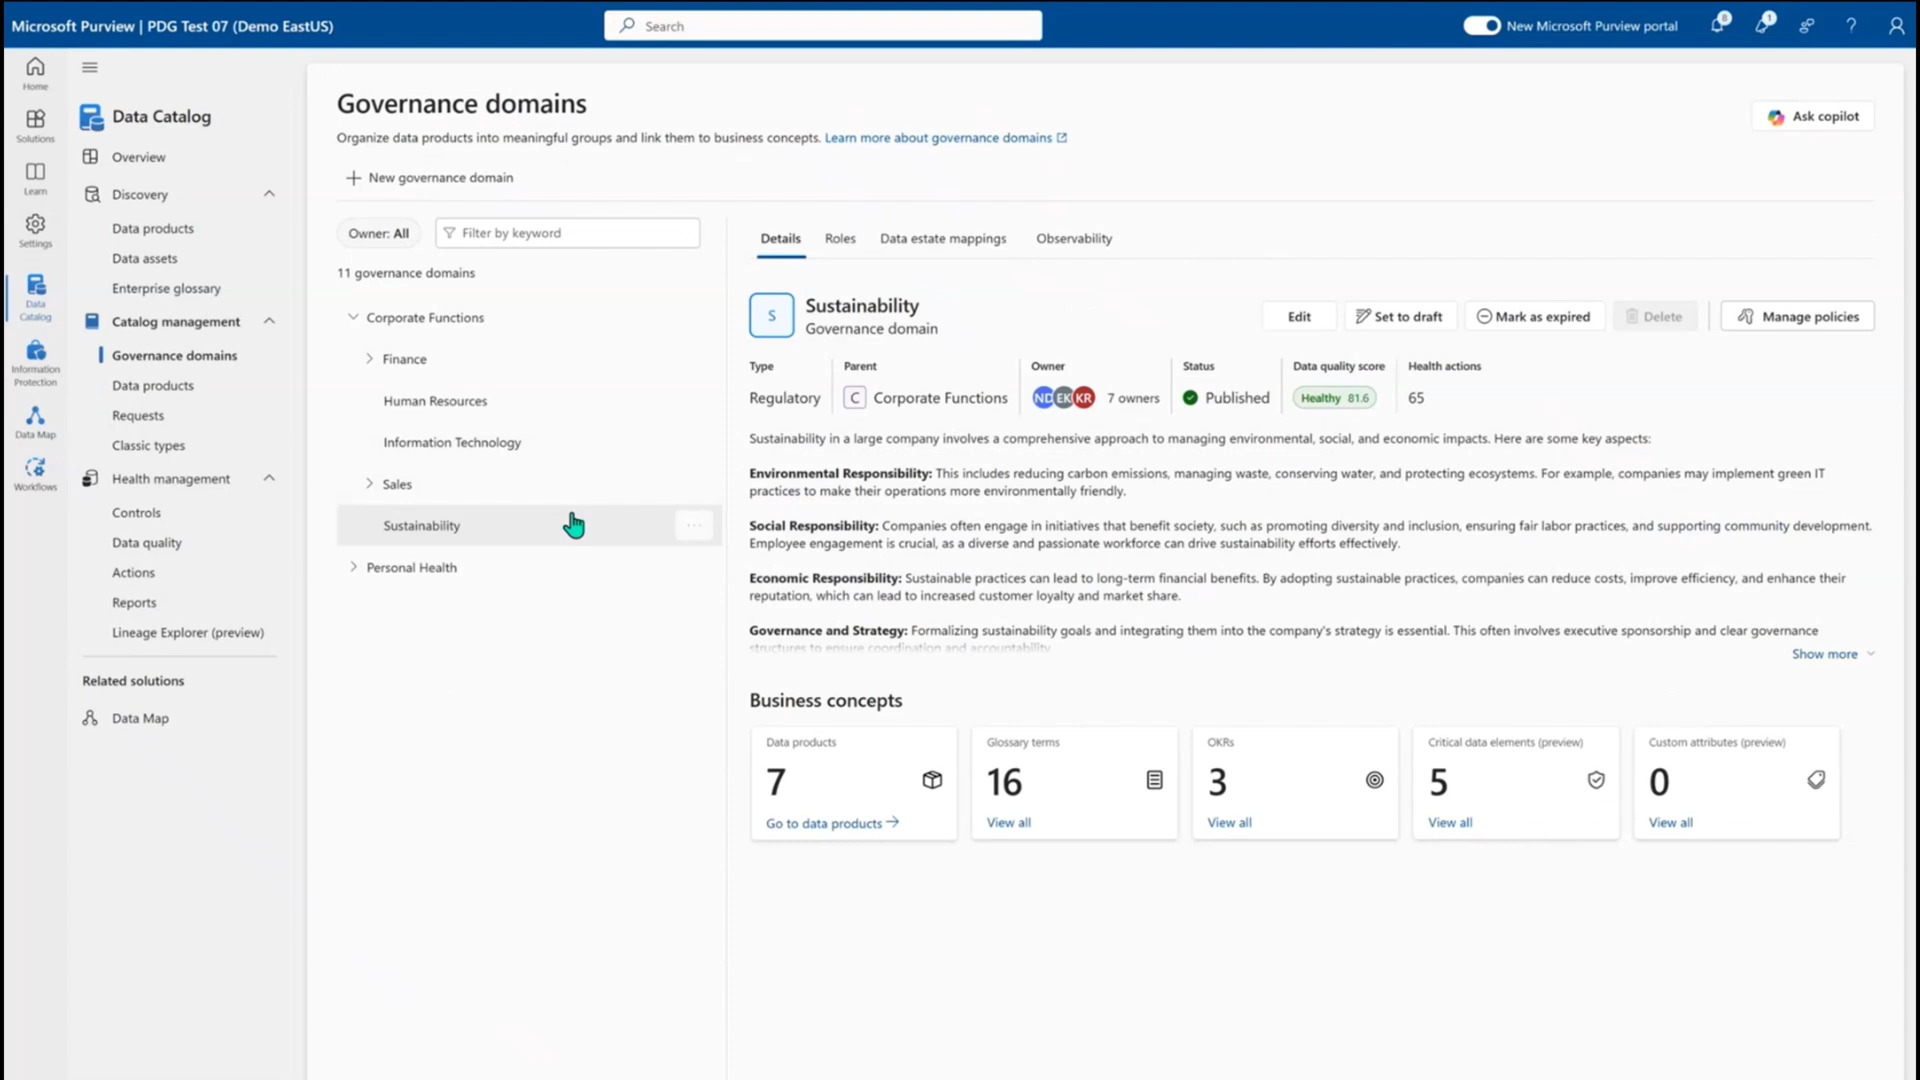 Microsoft Purview | PDG Test 07 (Demo EastUS)
Search
New Microsoft Purview portal
6
1
?
Home
Solutions
Learn
Settings
Data
Catalog
Information
Protection
Data Map
Workflows
Data Catalog
Overview
Discovery
Data products
Data assets
Enterprise glossary
Catalog management
Governance domains
Data products
Requests
Classic types
Health management
Controls
Data quality
Actions
Reports
Lineage Explorer (preview)
Related solutions
Data Map
Governance domains
Organize data products into meaningful groups and link them to business concepts. Learn more about governance domains
Ask copilot
New governance domain
Owner: All
Filter by keyword
11 governance domains
Corporate Functions
Finance
Human Resources
Information Technology
Sales
Sustainability
...
Personal Health
Details Roles Data estate mappings Observability
S
Sustainability
Governance domain
Edit Set to draft Mark as expired Delete Manage policies
Type Parent Owner Status Data quality score Health actions
Regulatory C Corporate Functions ND EK KR 7 owners Published Healthy 81.6 65
Sustainability in a large company involves a comprehensive approach to managing environmental, social, and economic impacts. Here are some key aspects:
Environmental Responsibility: This includes reducing carbon emissions, managing waste, conserving water, and protecting ecosystems. For example, companies may implement green IT
practices to make their operations more environmentally friendly.
Social Responsibility: Companies often engage in initiatives that benefit society, such as promoting diversity and inclusion, ensuring fair labor practices, and supporting community development.
Employee engagement is crucial, as a diverse and passionate workforce can drive sustainability efforts effectively.
Economic Responsibility: Sustainable practices can lead to long-term financial benefits. By adopting sustainable practices, companies can reduce costs, improve efficiency, and enhance their
reputation, which can lead to increased customer loyalty and market share.
Governance and Strategy: Formalizing sustainability goals and integrating them into the company's strategy is essential. This often involves executive sponsorship and clear governance
structures to ensure coordination and accountability.
Show more
Business concepts
Data products
7
Go to data products
Glossary terms
16
View all
OKRs
3
View all
Critical data elements (preview)
5
View all
Custom attributes (preview)
0
View all